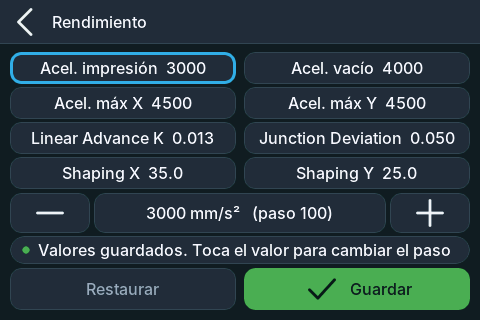 Rendimiento
Acel. impresión 3000
Acel. vacío 4000
Acel. máx X 4500
Acel. máx Y 4500
Linear Advance K 0.013
Junction Deviation 0.050
Shaping X 35.0
Shaping Y 25.0
3000 mm/s² (paso 100)
Valores guardados. Toca el valor para cambiar el paso
Restaurar
Guardar